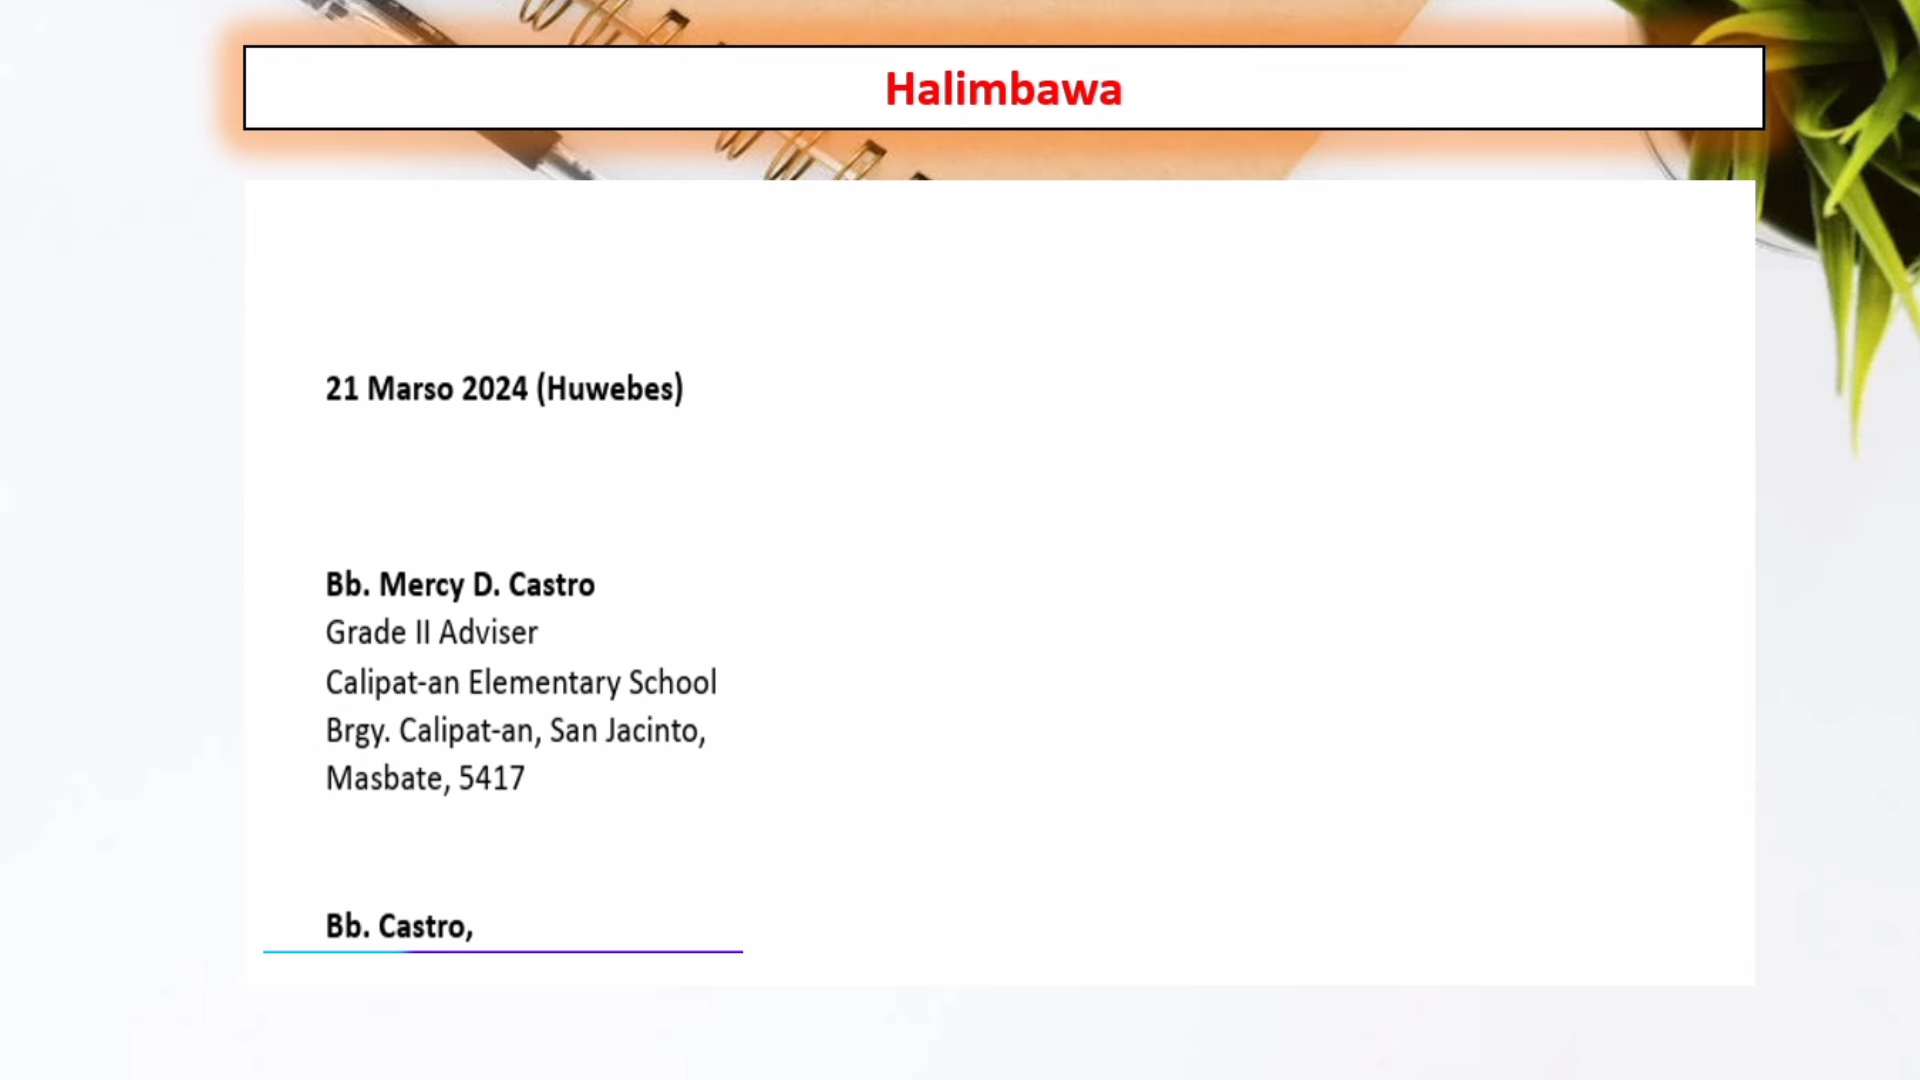 Halimbawa
21 Marso 2024 (Huwebes)
Bb. Mercy D. Castro
Grade II Adviser
Calipat-an Elementary School
Brgy. Calipat-an, San Jacinto,
Masbate, 5417
Bb. Castro,